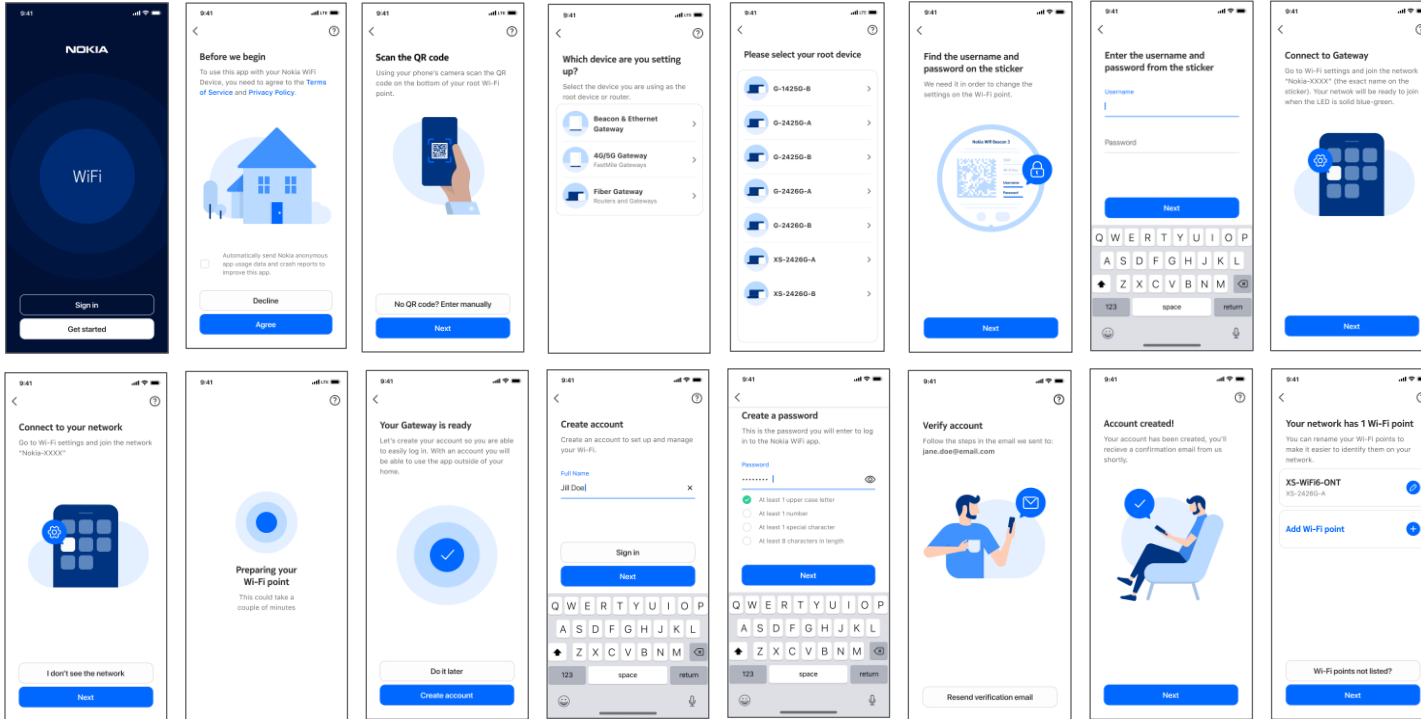 9:41
NOKIA
WiFi
Sign in
Get started
9:41
LTE
Before we begin
To use this app with your Nokia WiFi
Device, you need to agree to the Terms
of Service and Privacy Policy.
Automatically send Nokia anonymous
app usage data and crash reports to
improve this app.
Decline
Agree
9:41
LTE
Scan the QR code
Using your phone's camera scan the QR
code on the bottom of your root Wi-Fi
point.
No QR code? Enter manually
Next
9:41
LTE
Which device are you setting
up?
Select the device you are using as the
root device or router.
Beacon & Ethernet
Gateway
4G/5G Gateway
FastMile Gateways
Fiber Gateway
Routers and Gateways
9:41
LTE
Please select your root device
G-1425G-B
G-2425G-A
G-2425G-B
G-2426G-A
G-2426G-B
XS-2426G-A
XS-2426G-B
9:41
Find the username and
password on the sticker
We need it in order to change the
settings on the Wi-Fi point.
Nokia Wifi Beacon 3
Username
Password
Next
9:41
Enter the username and
password from the sticker
Username
Password
Next
Q W E R T Y U I O P
A S D F G H J K L
Z X C V B N M
123 space return
9:41
Connect to Gateway
Go to Wi-Fi settings and join the network
"Nokia-XXXX" (the exact name on the
sticker). Your netwok will be ready to join
when the LED is solid blue-green.
Next
9:41
Connect to your network
Go to Wi-Fi settings and join the network
"Nokia-XXXX"
I don't see the network
Next
9:41
LTE
Preparing your
Wi-Fi point
This could take a
couple of minutes
9:41
Your Gateway is ready
Let's create your account so you are able
to easily log in. With an account you will
be able to use the app outside of your
home.
Do it later
Create account
9:41
Create account
Create an account to set up and manage
your Wi-Fi.
Full Name
Jill Doe
Sign in
Next
Q W E R T Y U I O P
A S D F G H J K L
Z X C V B N M
123 space return
9:41
Create a password
This is the password you will enter to log
in to the Nokia WiFi app.
Password
At least 1 upper case letter
At least 1 number
At least 1 special character
At least 8 characters in length
Next
Q W E R T Y U I O P
A S D F G H J K L
Z X C V B N M
123 space return
9:41
Verify account
Follow the steps in the email we sent to:
jane.doe@email.com
Resend verification email
9:41
Account created!
Your account has been created, you'll
recieve a confirmation email from us
shortly.
Next
9:41
Your network has 1 Wi-Fi point
You can rename your Wi-Fi points to
make it easier to identify them on your
network.
XS-WiFi6-ONT
XS-2426G-A
Add Wi-Fi point
Wi-Fi points not listed?
Next